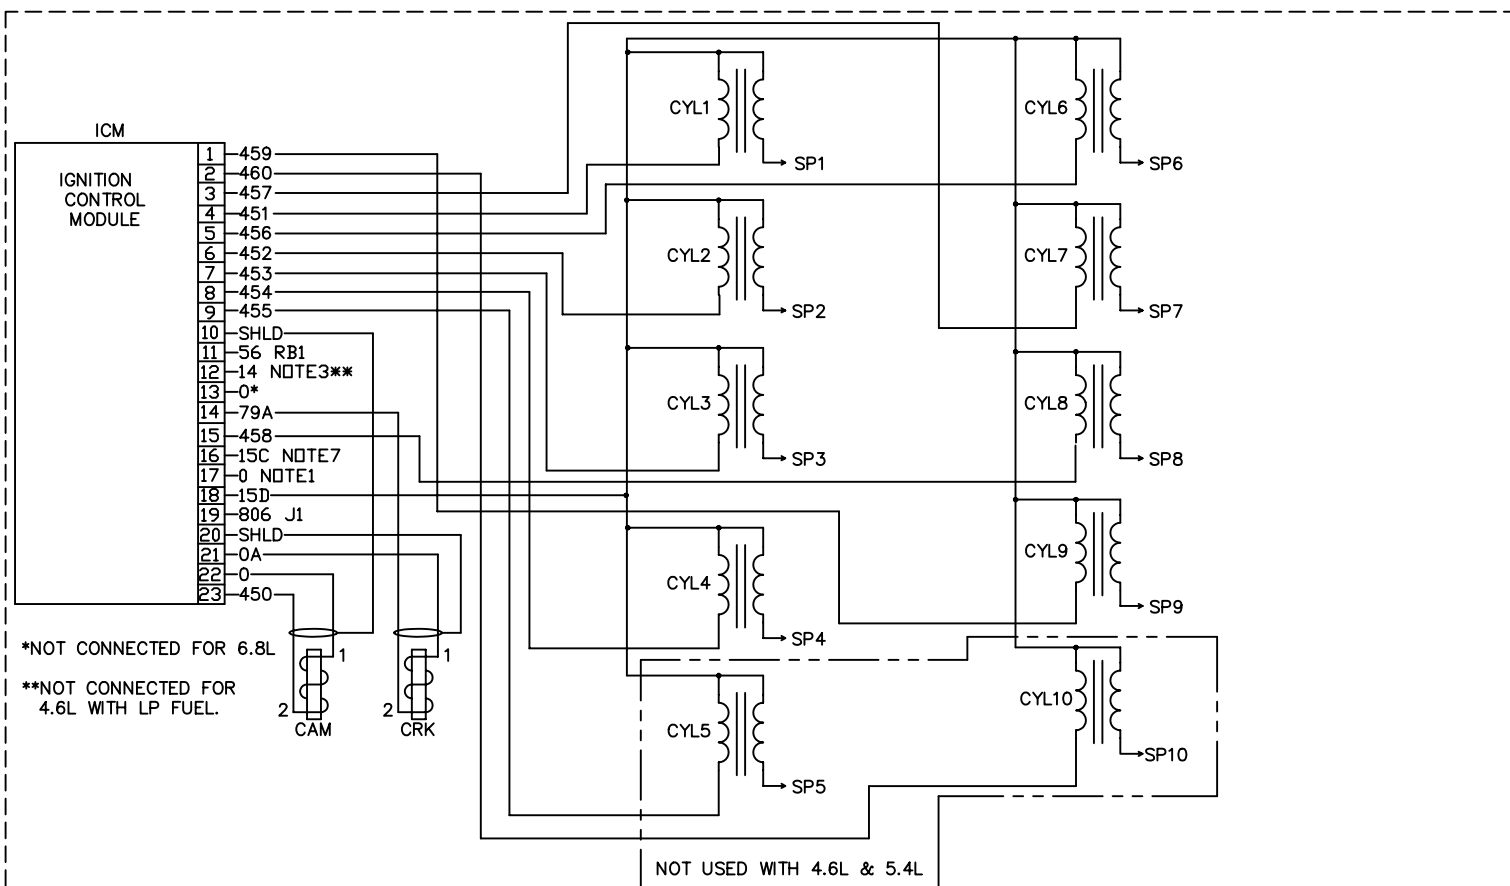 ICM
IGNITION
CONTROL
MODULE
1 459
2 460
3 457
4 451
5 456
6 452
7 453
8 454
9 455
10 SHLD
11 56 RB1
12 14 NOTE3**
13 0*
14 79A
15 458
16 15C NOTE7
17 0 NOTE1
18 15D
19 806 J1
20 SHLD
21 0A
22 0
23 450
*NOT CONNECTED FOR 6.8L
**NOT CONNECTED FOR
4.6L WITH LP FUEL.
1
2
CAM
1
2
CRK
CYL1
SP1
CYL2
SP2
CYL3
SP3
CYL4
SP4
CYL5
SP5
CYL6
SP6
CYL7
SP7
CYL8
SP8
CYL9
SP9
CYL10
SP10
NOT USED WITH 4.6L & 5.4L